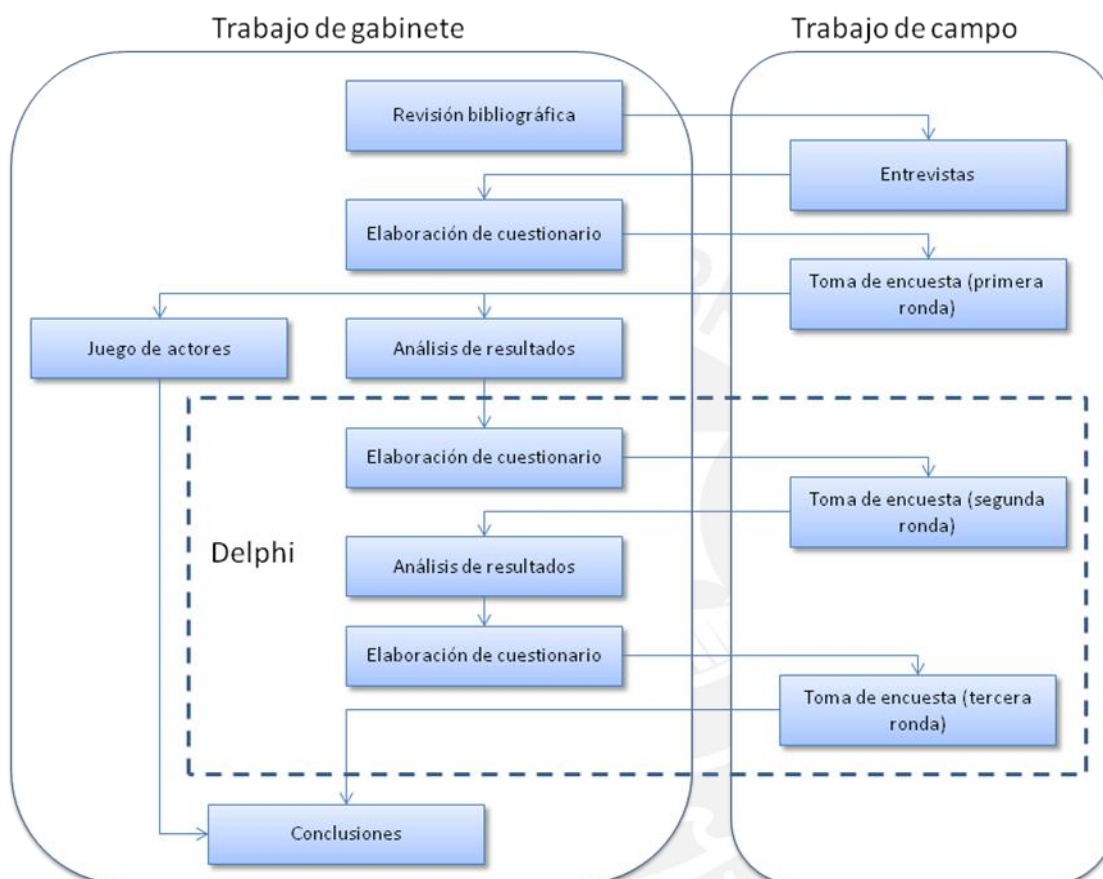 Trabajo de gabinete
Trabajo de campo
Revisión bibliográfica
Entrevistas
Elaboración de cuestionario
Toma de encuesta (primera
ronda)
Juego de actores
Análisis de resultados
Elaboración de cuestionario
Toma de encuesta (segunda
ronda)
Delphi
Análisis de resultados
Elaboración de cuestionario
Toma de encuesta (tercera
ronda)
Conclusiones